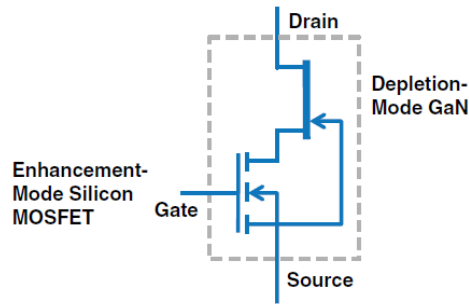 Drain
Depletion-
Mode GaN
Enhancement-
Mode Silicon
MOSFET
Gate
Source